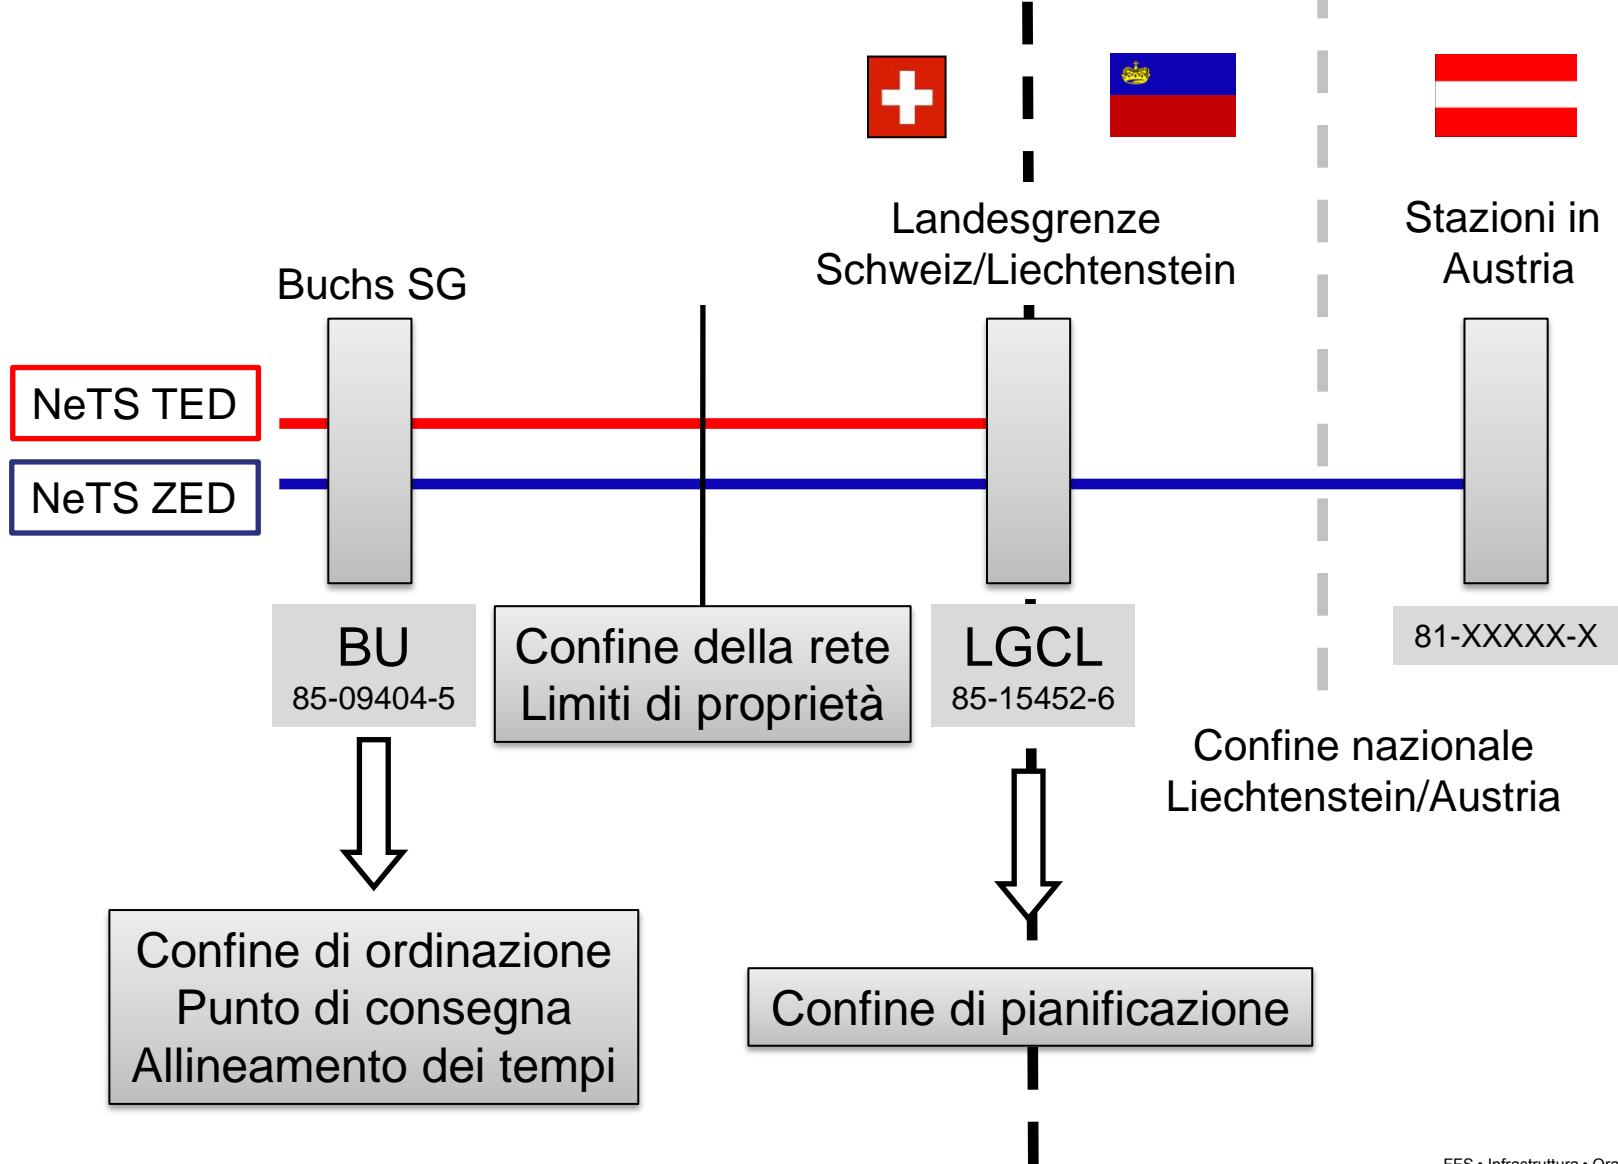 Landesgrenze
Schweiz/Liechtenstein
Stazioni in
Austria
Buchs SG
NeTS TED
NeTS ZED
BU
85-09404-5
Confine della rete
Limiti di proprietà
LGCL
85-15452-6
81-XXXXX-X
Confine nazionale
Liechtenstein/Austria
Confine di ordinazione
Punto di consegna
Allineamento dei tempi
Confine di pianificazione